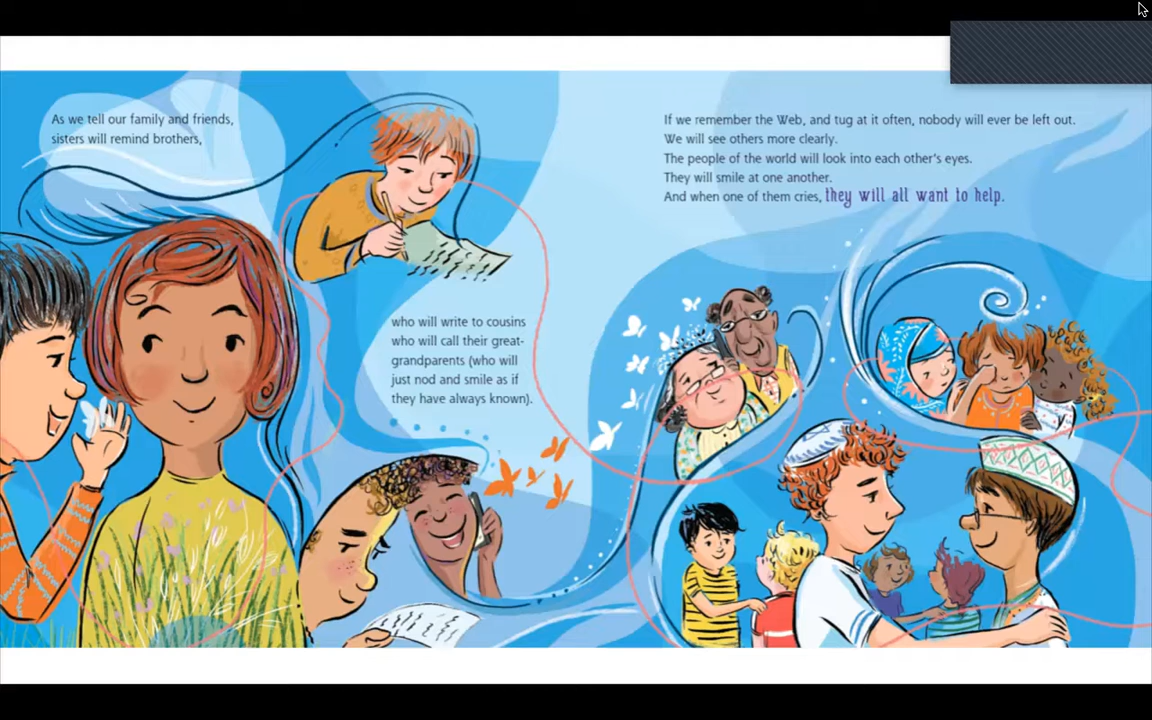 As we tell our family and friends,
sisters will remind brothers,
who will write to cousins
who will call their great-
grandparents (who will
just nod and smile as if
they have always known).
If we remember the Web, and tug at it often, nobody will ever be left out.
We will see others more clearly.
The people of the world will look into each other's eyes.
They will smile at one another.
And when one of them cries, they will all want to help.